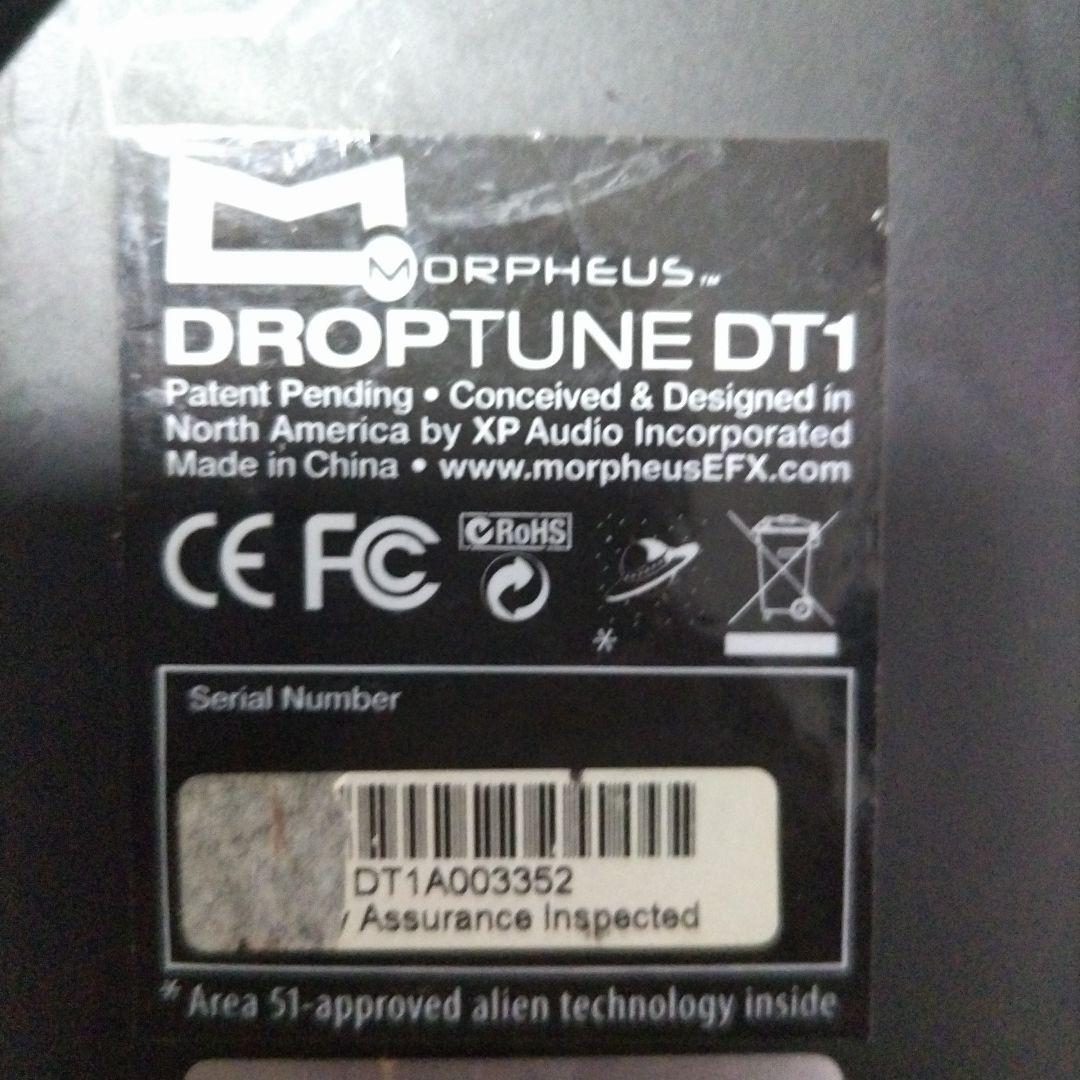 MORPHEUS™
DROPTUNE DT1
Patent Pending • Conceived & Designed in
North America by XP Audio Incorporated
Made in China • www.morpheusEFX.com
CE FC RoHS
*
Serial Number
DT1A003352
Assurance Inspected
* Area 51-approved alien technology inside